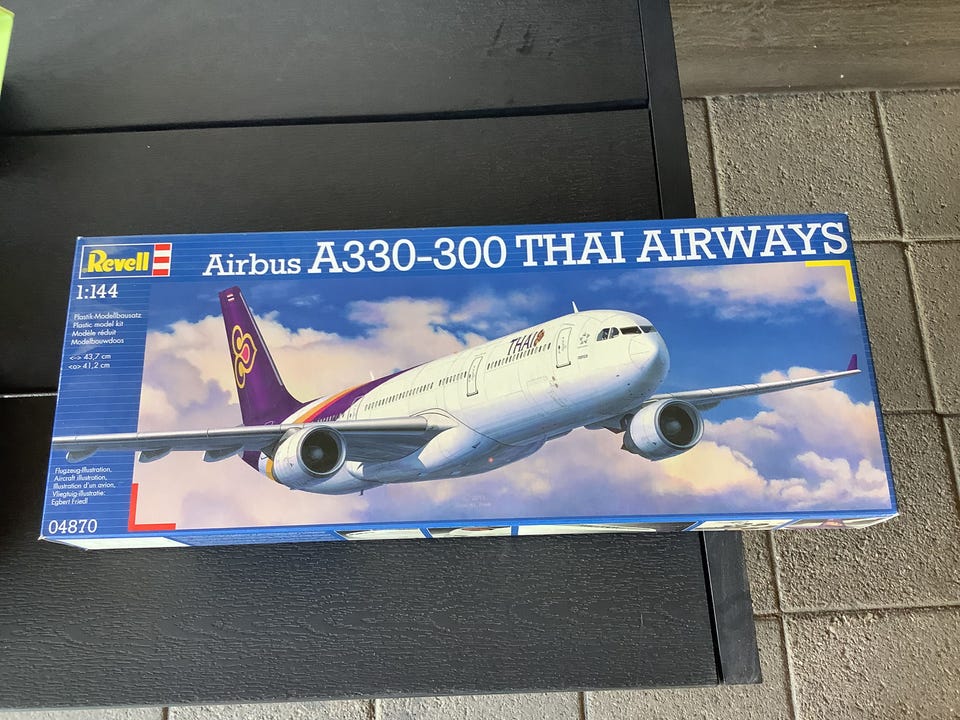 Revell
Airbus A330-300 THAI AIRWAYS
1:144
Plastik-Modellbausatz
Plastic model kit
Modèle réduit
Modelbouwdoos
<-> 43,7 cm
<o> 41,2 cm
THAI
Flugzeug-Illustration,
Aircraft illustration,
Illustration d'un avion,
Vliegtuig-illustratie:
Egbert Friedl
04870